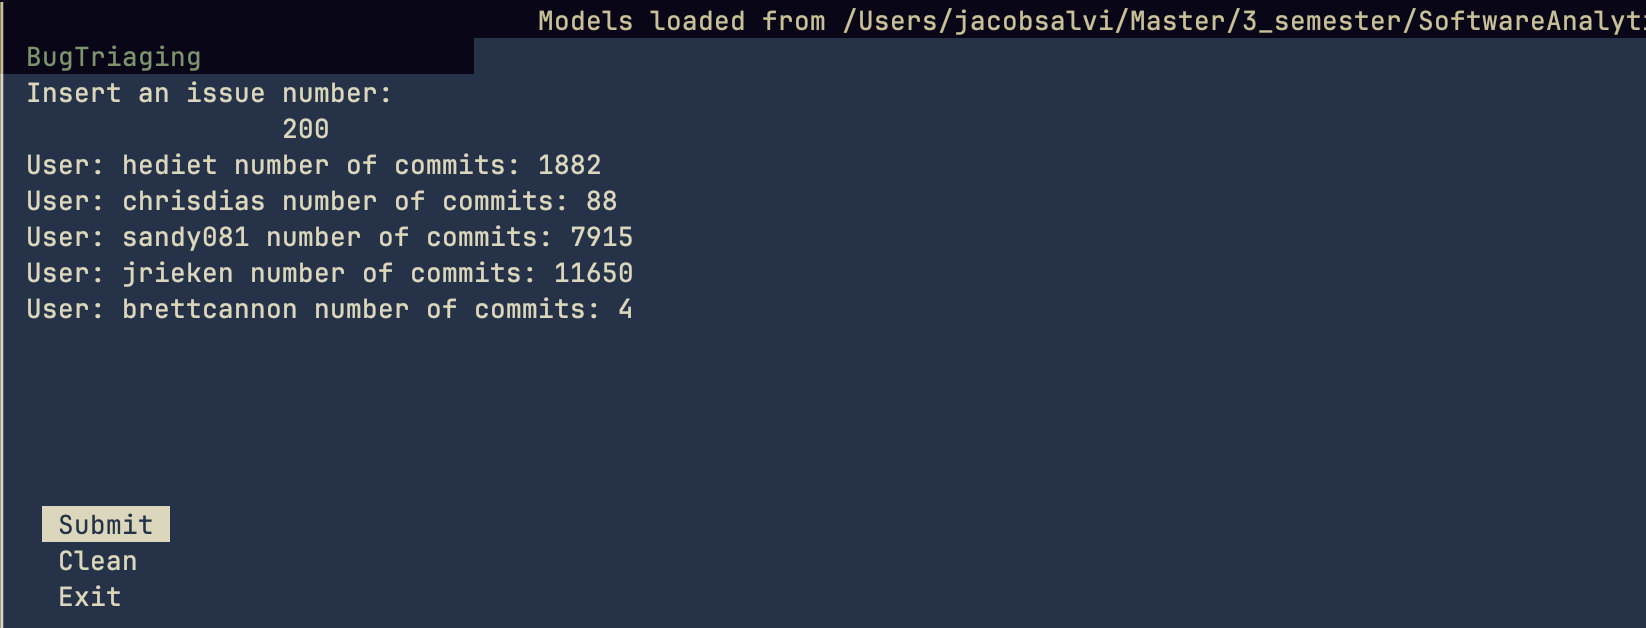 Models loaded from /Users/jacobsalvi/Master/3_semester/SoftwareAnalyti
BugTriaging
Insert an issue number:
200
User: hediet number of commits: 1882
User: chrisdias number of commits: 88
User: sandy081 number of commits: 7915
User: jrieken number of commits: 11650
User: brettcannon number of commits: 4
Submit
Clean
Exit